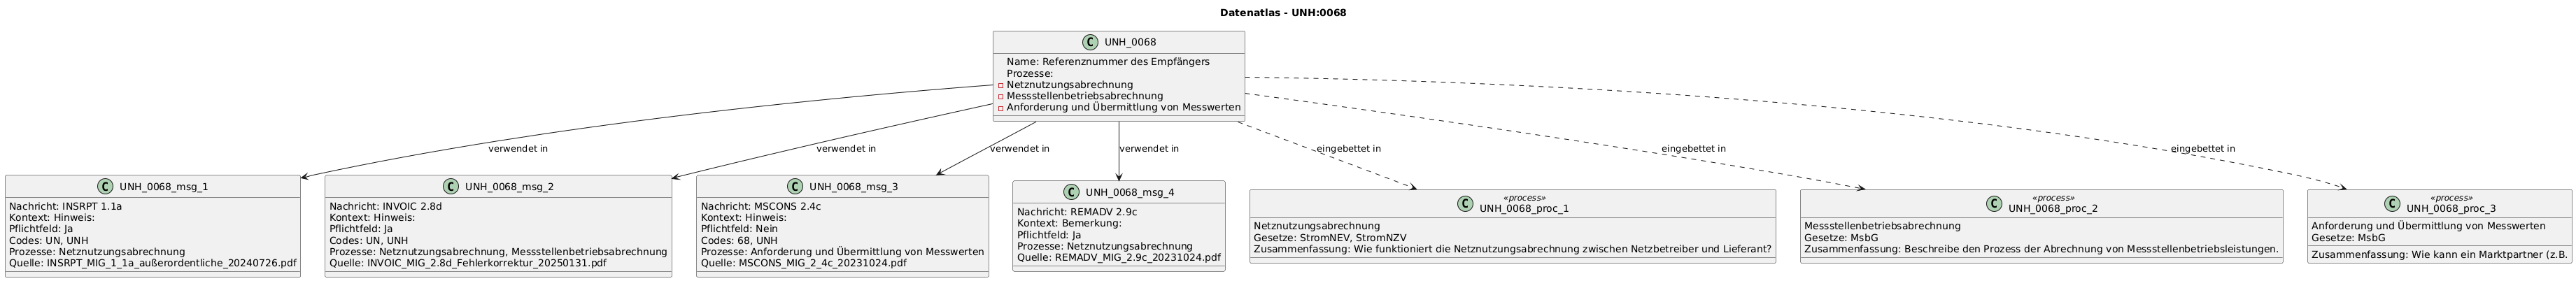 Datenatlas - UNH:0068
C UNH_0068
Name: Referenznummer des Empfängers
Prozesse:
Netznutzungsabrechnung
Messstellenbetriebsabrechnung
Anforderung und Übermittlung von Messwerten
verwendet in
verwendet in
verwendet in
verwendet in
eingebettet in
eingebettet in
eingebettet in
C UNH_0068_msg_1
Nachricht: INSRPT 1.1a
Kontext: Hinweis:
Pflichtfeld: Ja
Codes: UN, UNH
Prozesse: Netznutzungsabrechnung
Quelle: INSRPT_MIG_1_1a_außerordentliche_20240726.pdf
C UNH_0068_msg_2
Nachricht: INVOIC 2.8d
Kontext: Hinweis:
Pflichtfeld: Ja
Codes: UN, UNH
Prozesse: Netznutzungsabrechnung, Messstellenbetriebsabrechnung
Quelle: INVOIC_MIG_2.8d_Fehlerkorrektur_20250131.pdf
C UNH_0068_msg_3
Nachricht: MSCONS 2.4c
Kontext: Hinweis:
Pflichtfeld: Nein
Codes: 68, UNH
Prozesse: Anforderung und Übermittlung von Messwerten
Quelle: MSCONS_MIG_2_4c_20231024.pdf
C UNH_0068_msg_4
Nachricht: REMADV 2.9c
Kontext: Bemerkung:
Pflichtfeld: Ja
Prozesse: Netznutzungsabrechnung
Quelle: REMADV_MIG_2.9c_20231024.pdf
«process»
C UNH_0068_proc_1
Netznutzungsabrechnung
Gesetze: StromNEV, StromNZV
Zusammenfassung: Wie funktioniert die Netznutzungsabrechnung zwischen Netzbetreiber und Lieferant?
«process»
C UNH_0068_proc_2
Messstellenbetriebsabrechnung
Gesetze: MsbG
Zusammenfassung: Beschreibe den Prozess der Abrechnung von Messstellenbetriebsleistungen.
«process»
C UNH_0068_proc_3
Anforderung und Übermittlung von Messwerten
Gesetze: MsbG
Zusammenfassung: Wie kann ein Marktpartner (z.B.